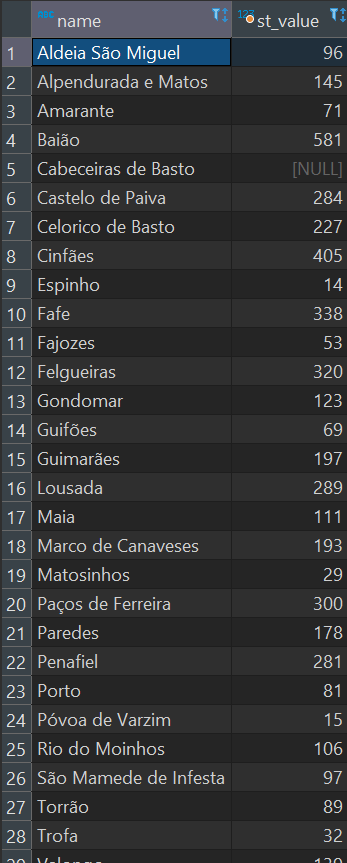 abc name 123 st_value
1 Aldeia São Miguel 96
2 Alpendurada e Matos 145
3 Amarante 71
4 Baião 581
5 Cabeceiras de Basto [NULL]
6 Castelo de Paiva 284
7 Celorico de Basto 227
8 Cinfães 405
9 Espinho 14
10 Fafe 338
11 Fajozes 53
12 Felgueiras 320
13 Gondomar 123
14 Guifões 69
15 Guimarães 197
16 Lousada 289
17 Maia 111
18 Marco de Canaveses 193
19 Matosinhos 29
20 Paços de Ferreira 300
21 Paredes 178
22 Penafiel 281
23 Porto 81
24 Póvoa de Varzim 15
25 Rio do Moinhos 106
26 São Mamede de Infesta 97
27 Torrão 89
28 Trofa 32